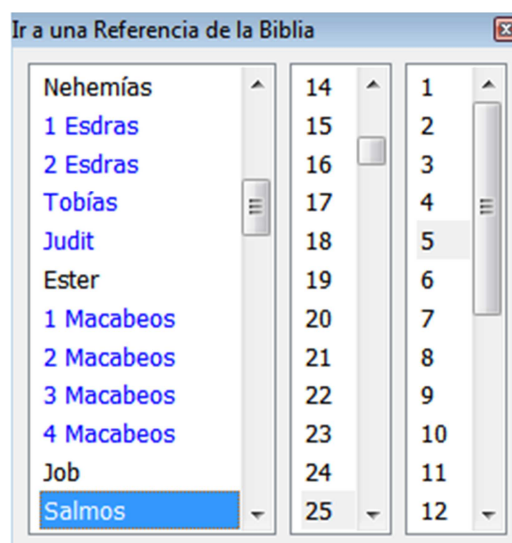 Ir a una Referencia de la Biblia
Nehemías 14 1
1 Esdras 15 2
2 Esdras 16 3
Tobías 17 4
Judit 18 5
Ester 19 6
1 Macabeos 20 7
2 Macabeos 21 8
3 Macabeos 22 9
4 Macabeos 23 10
Job 24 11
Salmos 25 12